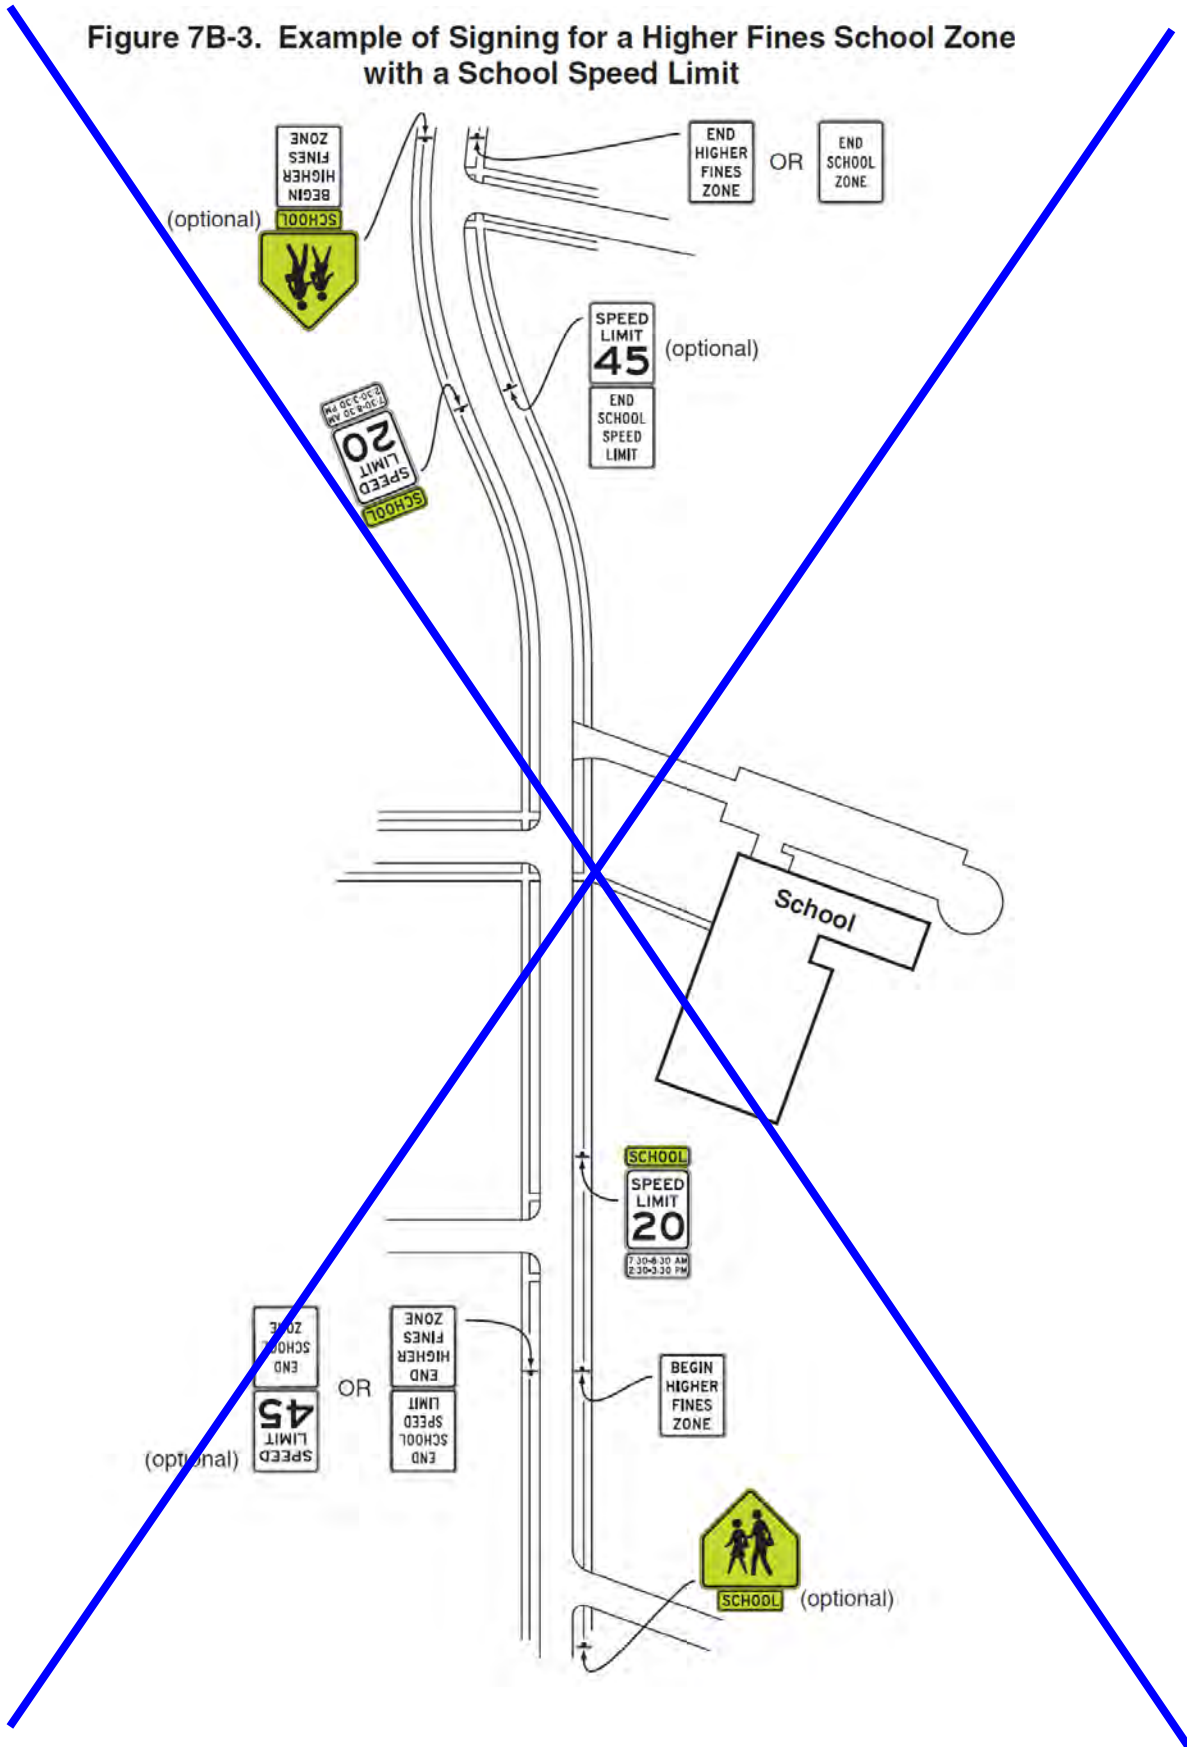 Figure 7B-3. Example of Signing for a Higher Fines School Zone
with a School Speed Limit
BEGIN
HIGHER
FINES
ZONE
SCHOOL
(optional)
END
HIGHER
FINES
ZONE
OR
END
SCHOOL
ZONE
SPEED
LIMIT
45
(optional)
END
SCHOOL
SPEED
LIMIT
SCHOOL
SPEED
LIMIT
20
7:30-8:30 AM
2:30-3:30 PM
School
SCHOOL
SPEED
LIMIT
20
7:30-8:30 AM
2:30-3:30 PM
SPEED
LIMIT
45
(optional)
END
SCHOOL
ZONE
OR
END
SCHOOL
SPEED
LIMIT
END
HIGHER
FINES
ZONE
BEGIN
HIGHER
FINES
ZONE
SCHOOL
(optional)